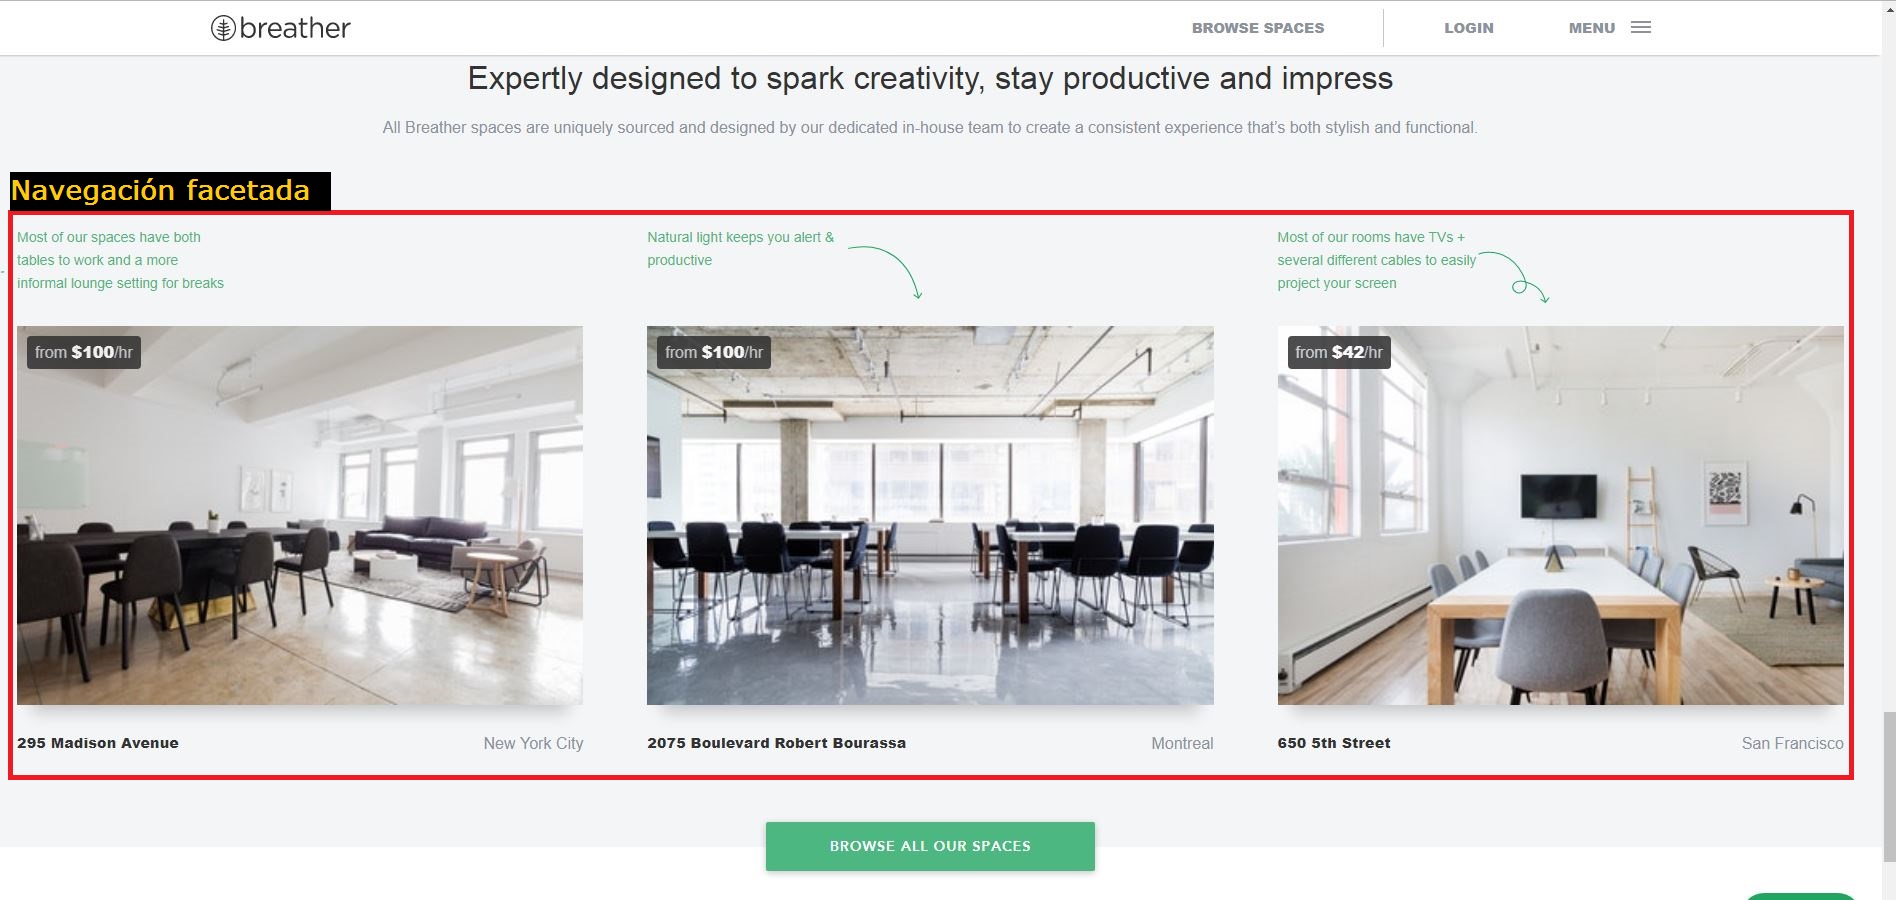 breather
BROWSE SPACES
LOGIN
MENU
Expertly designed to spark creativity, stay productive and impress
All Breather spaces are uniquely sourced and designed by our dedicated in-house team to create a consistent experience that's both stylish and functional.
Navegación facetada
Most of our spaces have both
tables to work and a more
informal lounge setting for breaks
from $100/hr
295 Madison Avenue
New York City
Natural light keeps you alert &
productive
from $100/hr
2075 Boulevard Robert Bourassa
Montreal
Most of our rooms have TVs +
several different cables to easily
project your screen
from $42/hr
650 5th Street
San Francisco
BROWSE ALL OUR SPACES